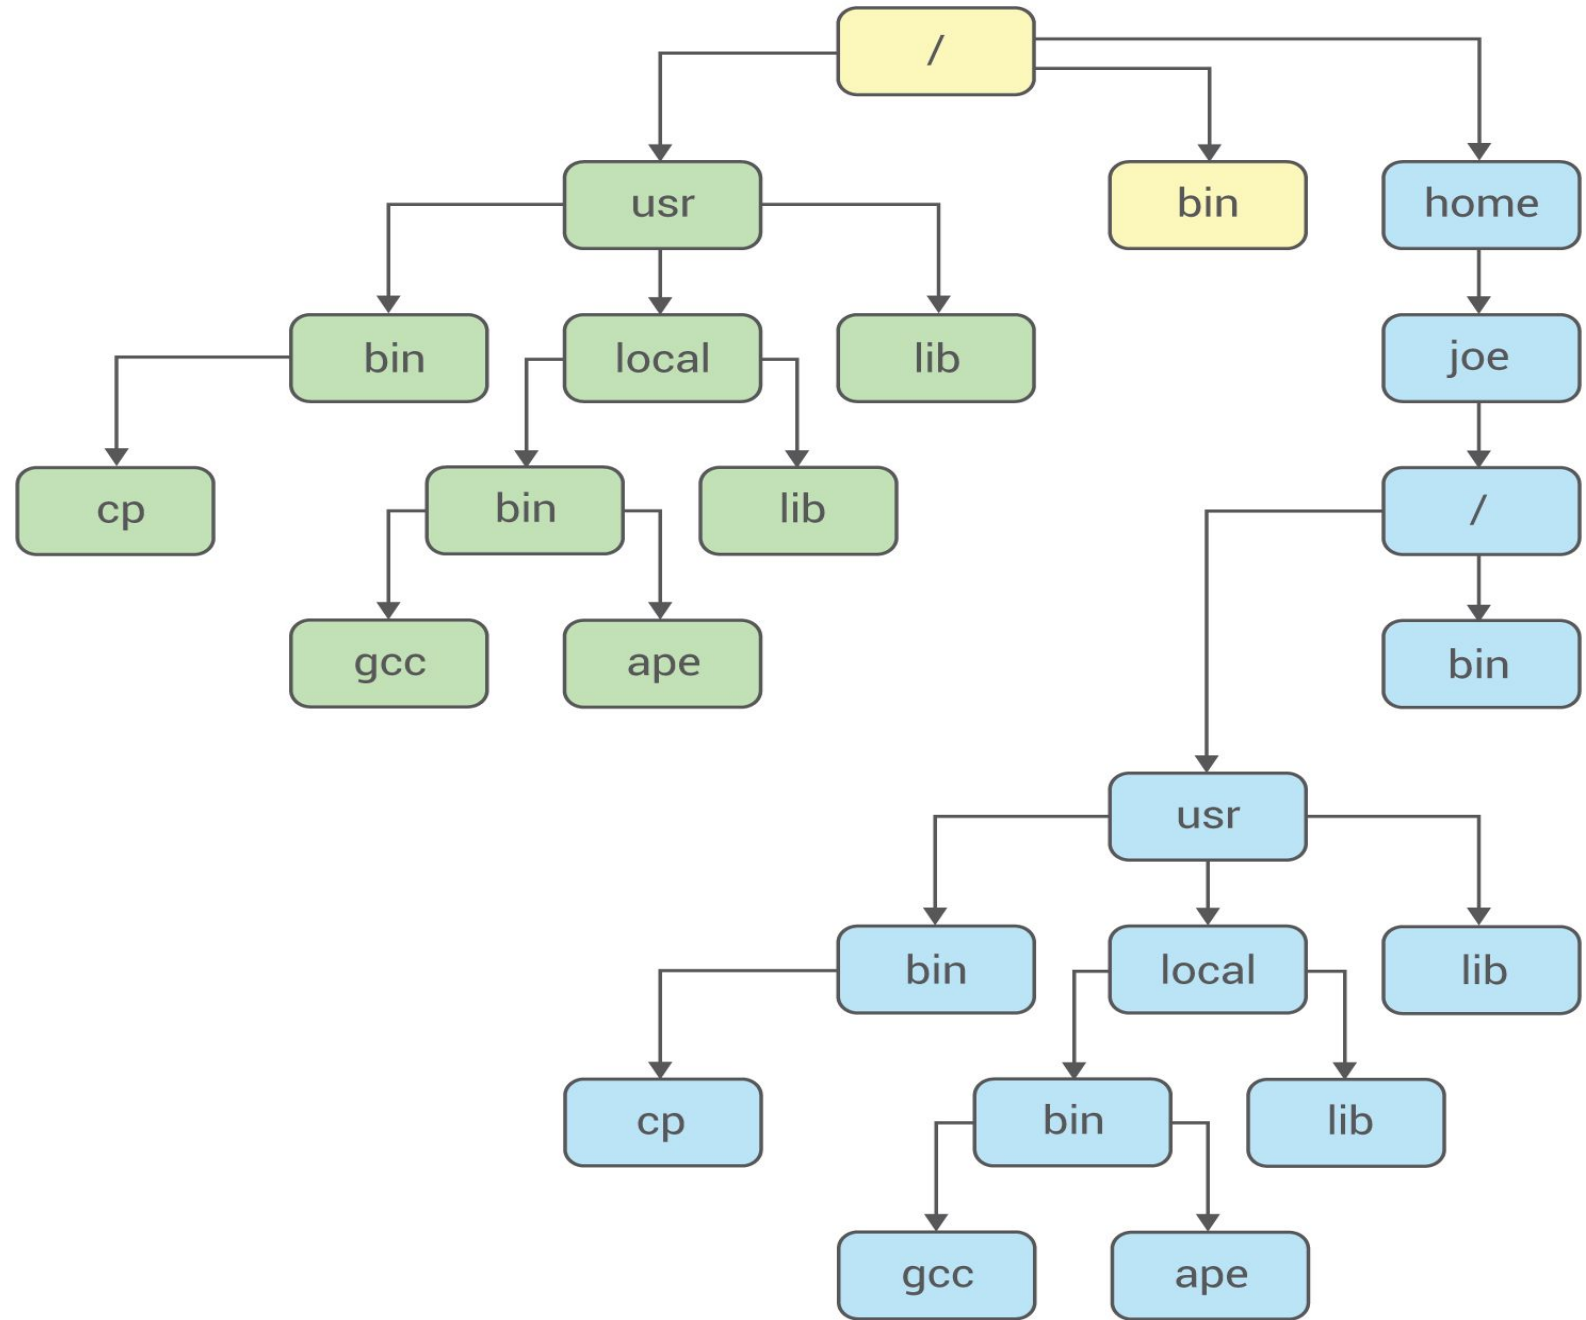 /
usr
bin
home
bin
local
lib
joe
cp
bin
lib
/
gcc
ape
bin
usr
bin
local
lib
cp
bin
lib
gcc
ape